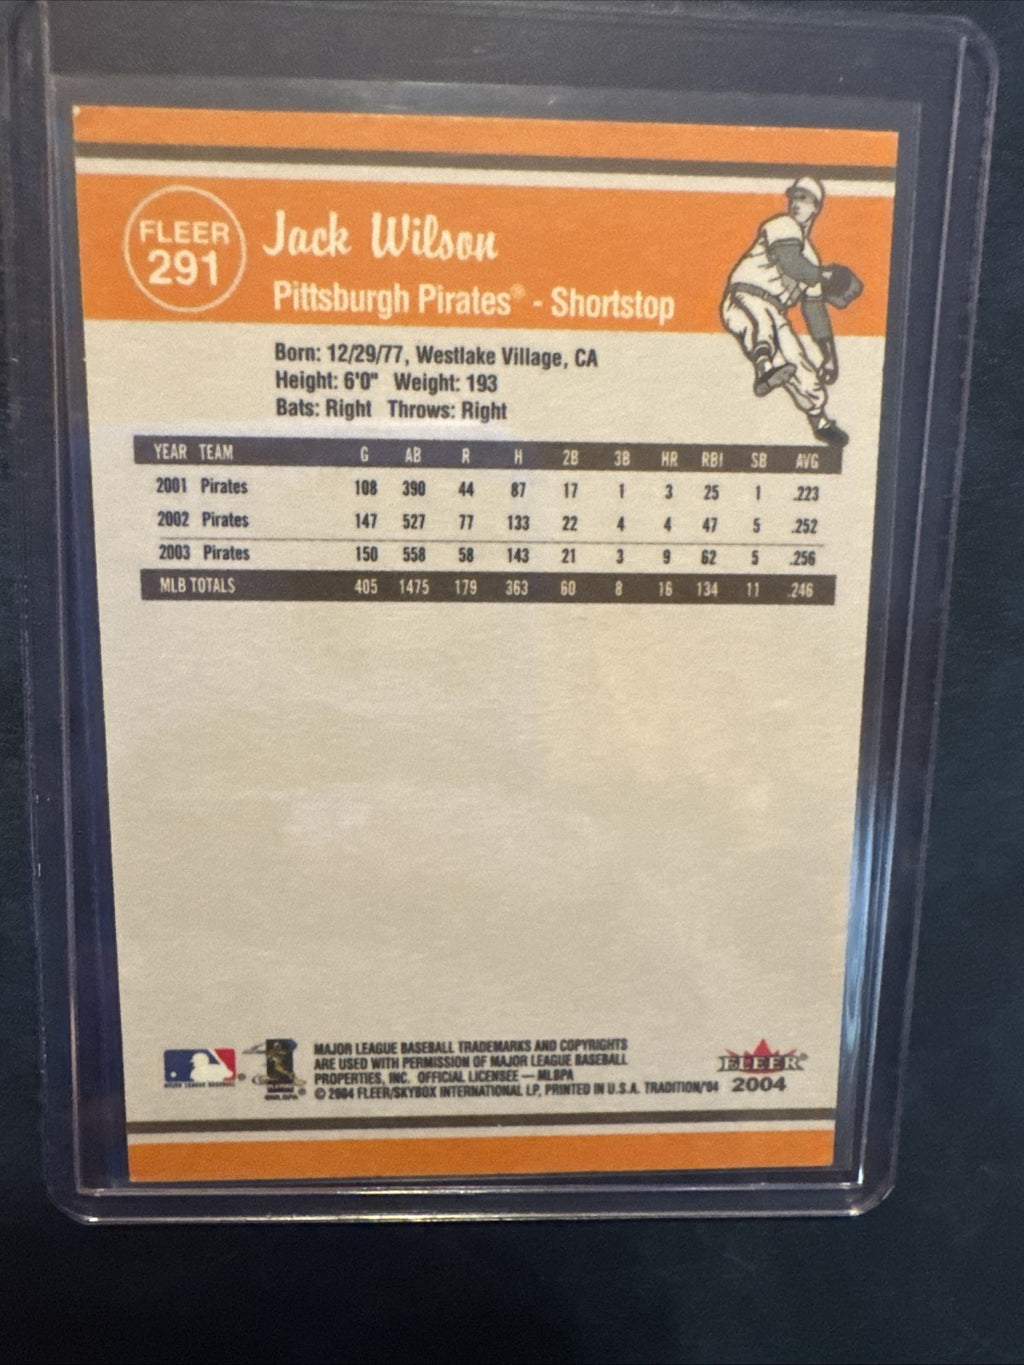 FLEER
291
Jack Wilson
Pittsburgh Pirates® - Shortstop
Born: 12/29/77, Westlake Village, CA
Height: 6'0" Weight: 193
Bats: Right Throws: Right
YEAR TEAM G AB R H 2B 3B HR RBI SB AVG
2001 Pirates 108 390 44 87 17 1 3 25 1 .223
2002 Pirates 147 527 77 133 22 4 4 47 5 .252
2003 Pirates 150 558 58 143 21 3 9 62 5 .256
MLB TOTALS 405 1475 179 363 60 8 16 134 11 .246
MAJOR LEAGUE BASEBALL TRADEMARKS AND COPYRIGHTS
ARE USED WITH PERMISSION OF MAJOR LEAGUE BASEBALL
PROPERTIES, INC. OFFICIAL LICENSEE — MLBPA
© 2004 FLEER/SKYBOX INTERNATIONAL LP, PRINTED IN U.S.A. TRADITION/'04
MAJOR LEAGUE BASEBALL®
FLEER®
2004